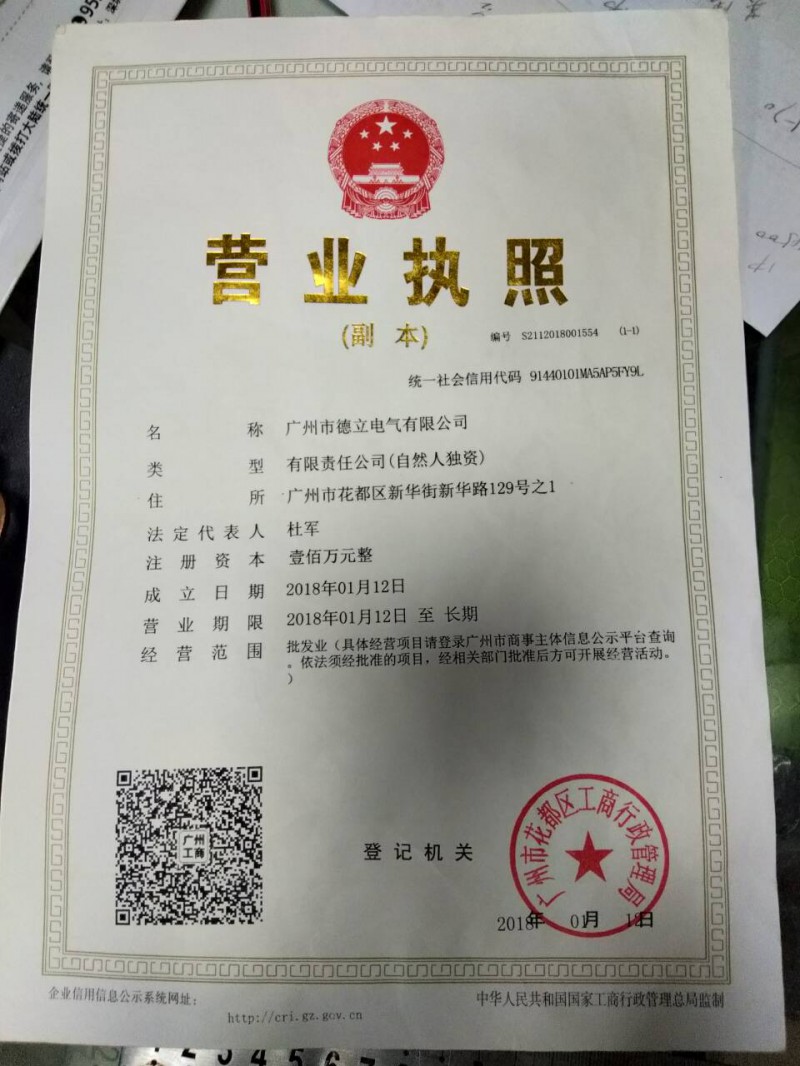 营业执照
(副 本)
编号 S2112018001554 (1-1)
统一社会信用代码 91440101MA5AP5FY9L
名 称 广州市德立电气有限公司
类 型 有限责任公司(自然人独资)
住 所 广州市花都区新华街新华路129号之1
法定代表人 杜军
注册资本 壹佰万元整
成立日期 2018年01月12日
营业期限 2018年01月12日 至 长期
经营范围 批发业（具体经营项目请登录广州市商事主体信息公示平台查询
。依法须经批准的项目，经相关部门批准后方可开展经营活动。
）
广州
工商
登记机关
广州市花都区工商行政管理局
2018年 01月 12日
企业信用信息公示系统网址：
http://cri.gz.gov.cn
中华人民共和国国家工商行政管理总局监制
2 3 4 5 6 7